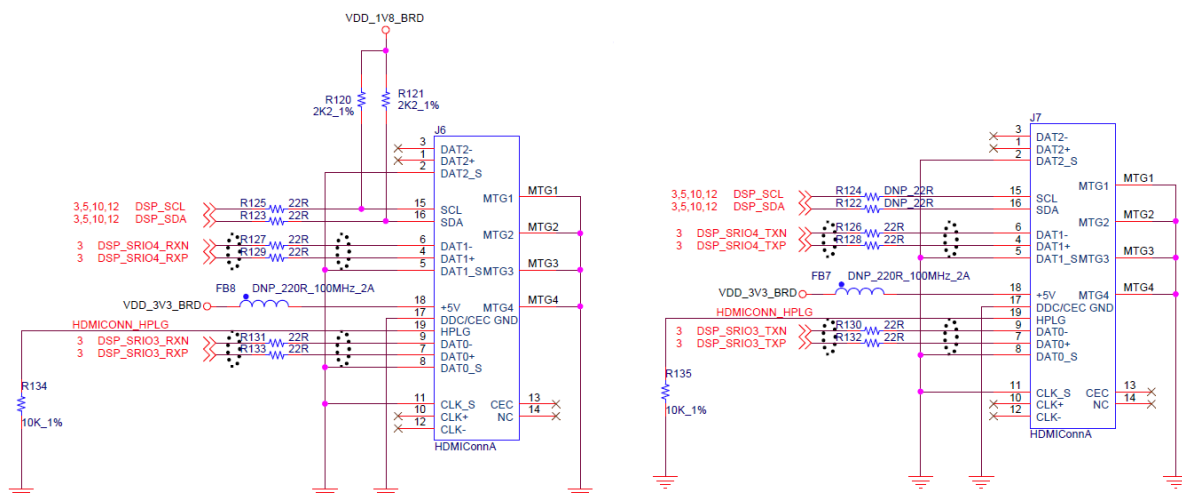 VDD_1V8_BRD
R120
2K2_1%
R121
2K2_1%
J6
3 DAT2-
1 DAT2+
2 DAT2_S
MTG1 MTG1
3,5,10,12 DSP_SCL R125 22R 15 SCL
3,5,10,12 DSP_SDA R123 22R 16 SDA
MTG2 MTG2
3 DSP_SRIO4_RXN R127 22R 6 DAT1-
3 DSP_SRIO4_RXP R129 22R 4 DAT1+
5 DAT1_S MTG3 MTG3
FB8 DNP_220R_100MHz_2A
VDD_3V3_BRD 18 +5V MTG4 MTG4
17 DDC/CEC GND
HDMICONN_HPLG 19 HPLG
3 DSP_SRIO3_RXN R131 22R 9 DAT0-
3 DSP_SRIO3_RXP R133 22R 7 DAT0+
8 DAT0_S
R134
10K_1%
11 CLK_S CEC 13
10 CLK+ NC 14
12 CLK-
HDMIConnA
J7
3 DAT2-
1 DAT2+
2 DAT2_S
MTG1 MTG1
3,5,10,12 DSP_SCL R124 DNP_22R 15 SCL
3,5,10,12 DSP_SDA R122 DNP_22R 16 SDA
MTG2 MTG2
3 DSP_SRIO4_TXN R126 22R 6 DAT1-
3 DSP_SRIO4_TXP R128 22R 4 DAT1+
5 DAT1_S MTG3 MTG3
FB7 DNP_220R_100MHz_2A
VDD_3V3_BRD 18 +5V MTG4 MTG4
17 DDC/CEC GND
HDMICONN_HPLG 19 HPLG
3 DSP_SRIO3_TXN R130 22R 9 DAT0-
3 DSP_SRIO3_TXP R132 22R 7 DAT0+
8 DAT0_S
R135
10K_1%
11 CLK_S CEC 13
10 CLK+ NC 14
12 CLK-
HDMIConnA